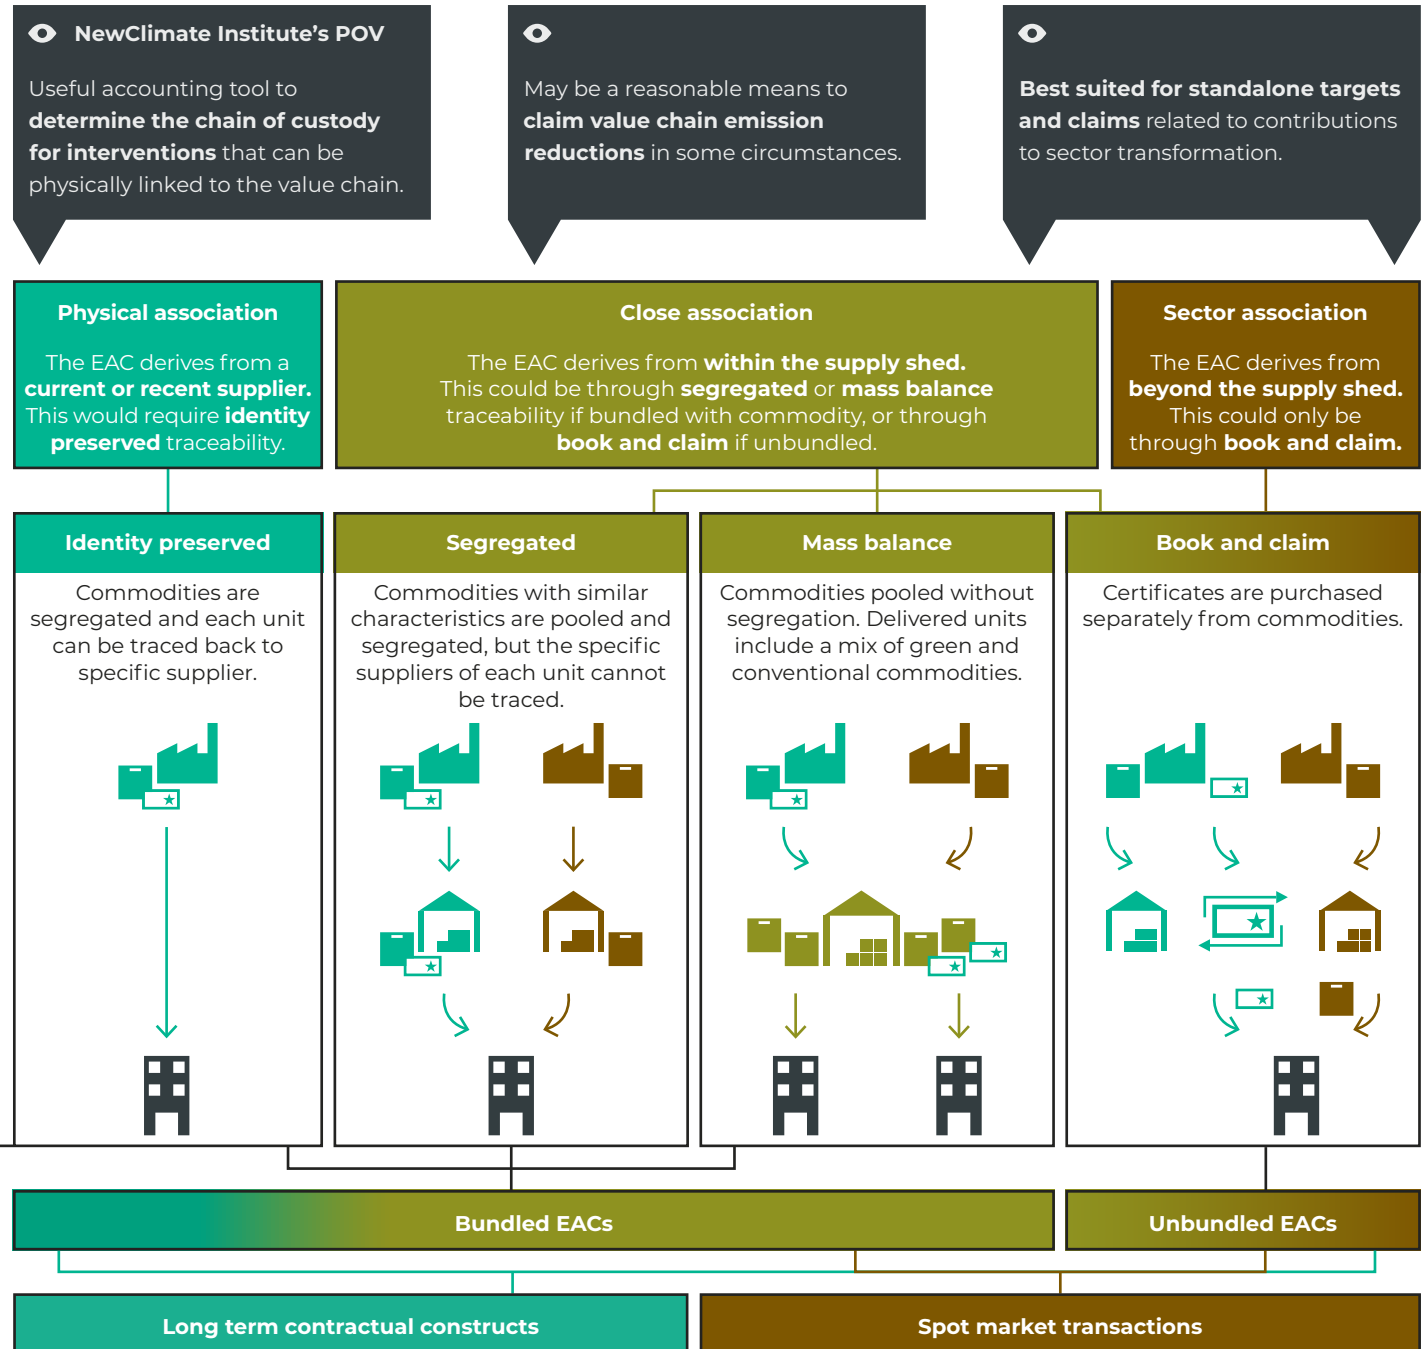 NewClimate Institute's POV
Useful accounting tool to
determine the chain of custody
for interventions that can be
physically linked to the value chain.
May be a reasonable means to
claim value chain emission
reductions in some circumstances.
Best suited for standalone targets
and claims related to contributions
to sector transformation.
Physical association
The EAC derives from a
current or recent supplier.
This would require identity
preserved traceability.
Close association
The EAC derives from within the supply shed.
This could be through segregated or mass balance
traceability if bundled with commodity, or through
book and claim if unbundled.
Sector association
The EAC derives from
beyond the supply shed.
This could only be
through book and claim.
Identity preserved
Commodities are
segregated and each unit
can be traced back to
specific supplier.
Segregated
Commodities with similar
characteristics are pooled and
segregated, but the specific
suppliers of each unit cannot
be traced.
Mass balance
Commodities pooled without
segregation. Delivered units
include a mix of green and
conventional commodities.
Book and claim
Certificates are purchased
separately from commodities.
Bundled EACs
Unbundled EACs
Long term contractual constructs
Spot market transactions